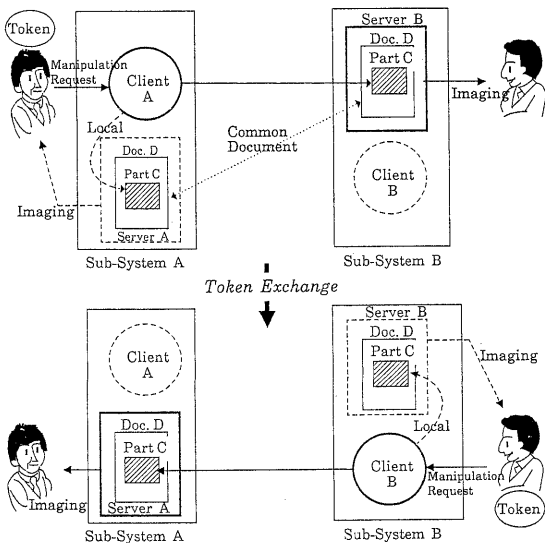 Token
Manipulation
Request
Client
A
Local
Doc. D
Part C
Server A
Imaging
Sub-System A
Common
Document
Server B
Doc. D
Part C
Imaging
Client
B
Sub-System B
Token Exchange
Client
A
Doc. D
Part C
Server A
Imaging
Sub-System A
Server B
Doc. D
Part C
Imaging
Local
Client
B
Manipulation
Request
Token
Sub-System B